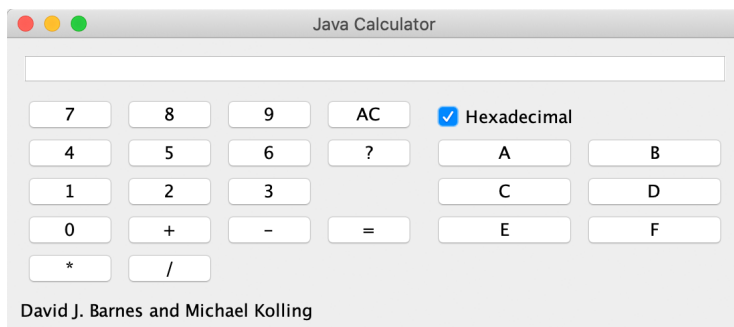 Java Calculator
7 8 9 AC Hexadecimal
4 5 6 ? A B
1 2 3 C D
0 + - = E F
* /
David J. Barnes and Michael Kolling